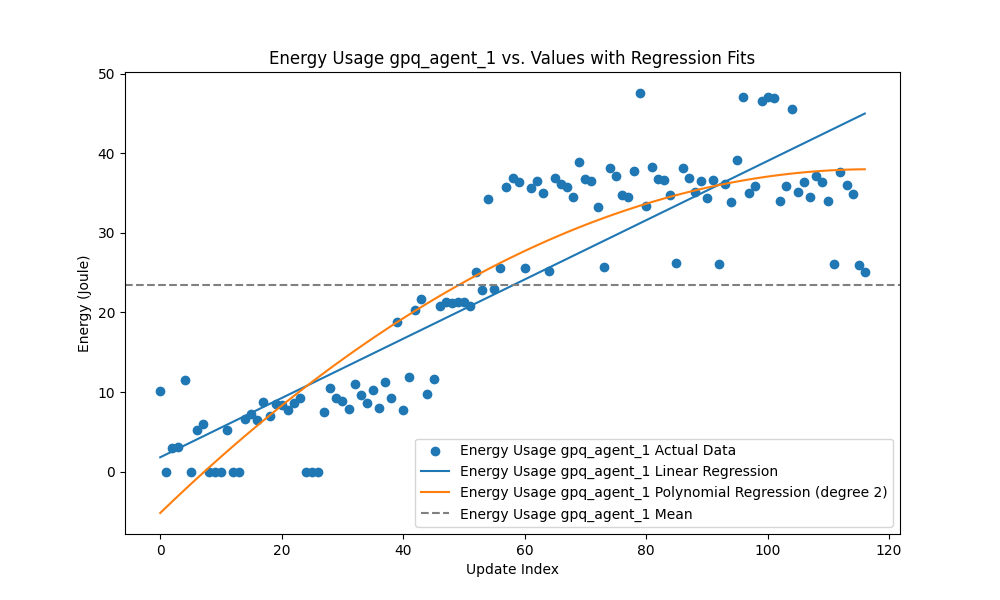 Energy Usage gpq_agent_1 vs. Values with Regression Fits
50
40
30
20
10
0
Energy (Joule)
Energy Usage gpq_agent_1 Actual Data
Energy Usage gpq_agent_1 Linear Regression
Energy Usage gpq_agent_1 Polynomial Regression (degree 2)
Energy Usage gpq_agent_1 Mean
0 20 40 60 80 100 120
Update Index